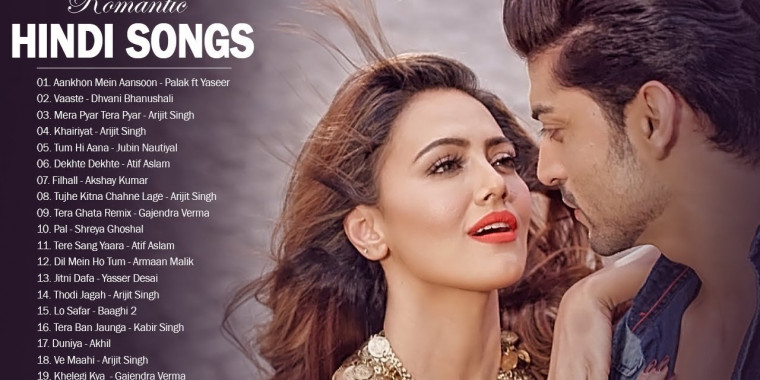 Romantic
HINDI SONGS
01. Aankhon Mein Aansoon - Palak ft Yaseer
02. Vaaste - Dhvani Bhanushali
03. Mera Pyar Tera Pyar - Arijit Singh
04. Khairiyat - Arijit Singh
05. Tum Hi Aana - Jubin Nautiyal
06. Dekhte Dekhte - Atif Aslam
07. Filhall - Akshay Kumar
08. Tujhe Kitna Chahne Lage - Arijit Singh
09. Tera Ghata Remix - Gajendra Verma
10. Pal - Shreya Ghoshal
11. Tere Sang Yaara - Atif Aslam
12. Dil Mein Ho Tum - Armaan Malik
13. Jitni Dafa - Yasser Desai
14. Thodi Jagah - Arijit Singh
15. Lo Safar - Baaghi 2
16. Tera Ban Jaunga - Kabir Singh
17. Duniya - Akhil
18. Ve Maahi - Arijit Singh
19. Khelegi Kya - Gajendra Verma